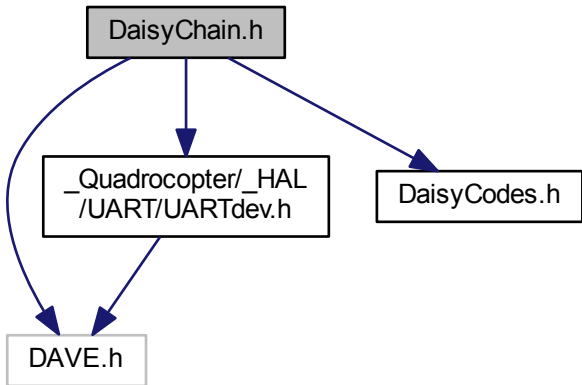 DaisyChain.h
_Quadrocopter/_HAL
/UART/UARTdev.h
DaisyCodes.h
DAVE.h